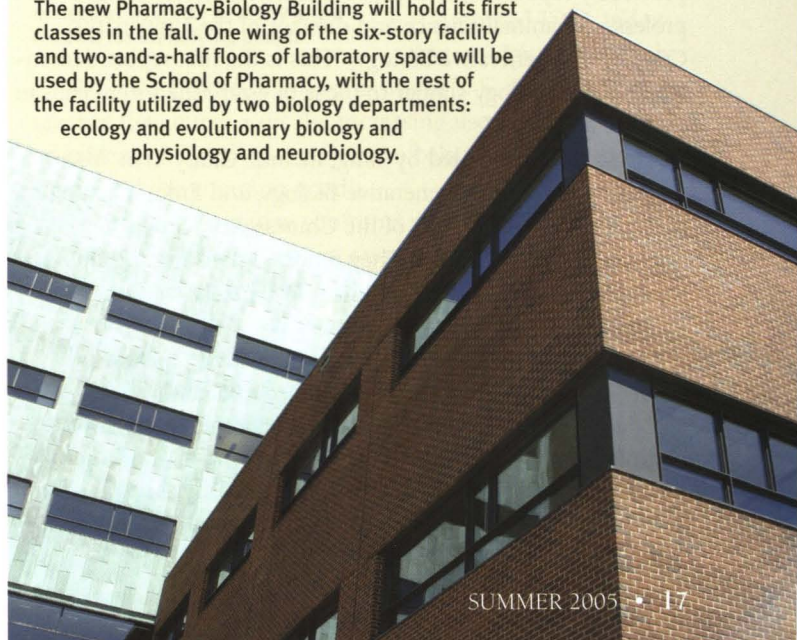 The new Pharmacy-Biology Building will hold its first
classes in the fall. One wing of the six-story facility
and two-and-a-half floors of laboratory space will be
used by the School of Pharmacy, with the rest of
the facility utilized by two biology departments:
ecology and evolutionary biology and
physiology and neurobiology.
SUMMER 2005 • 17